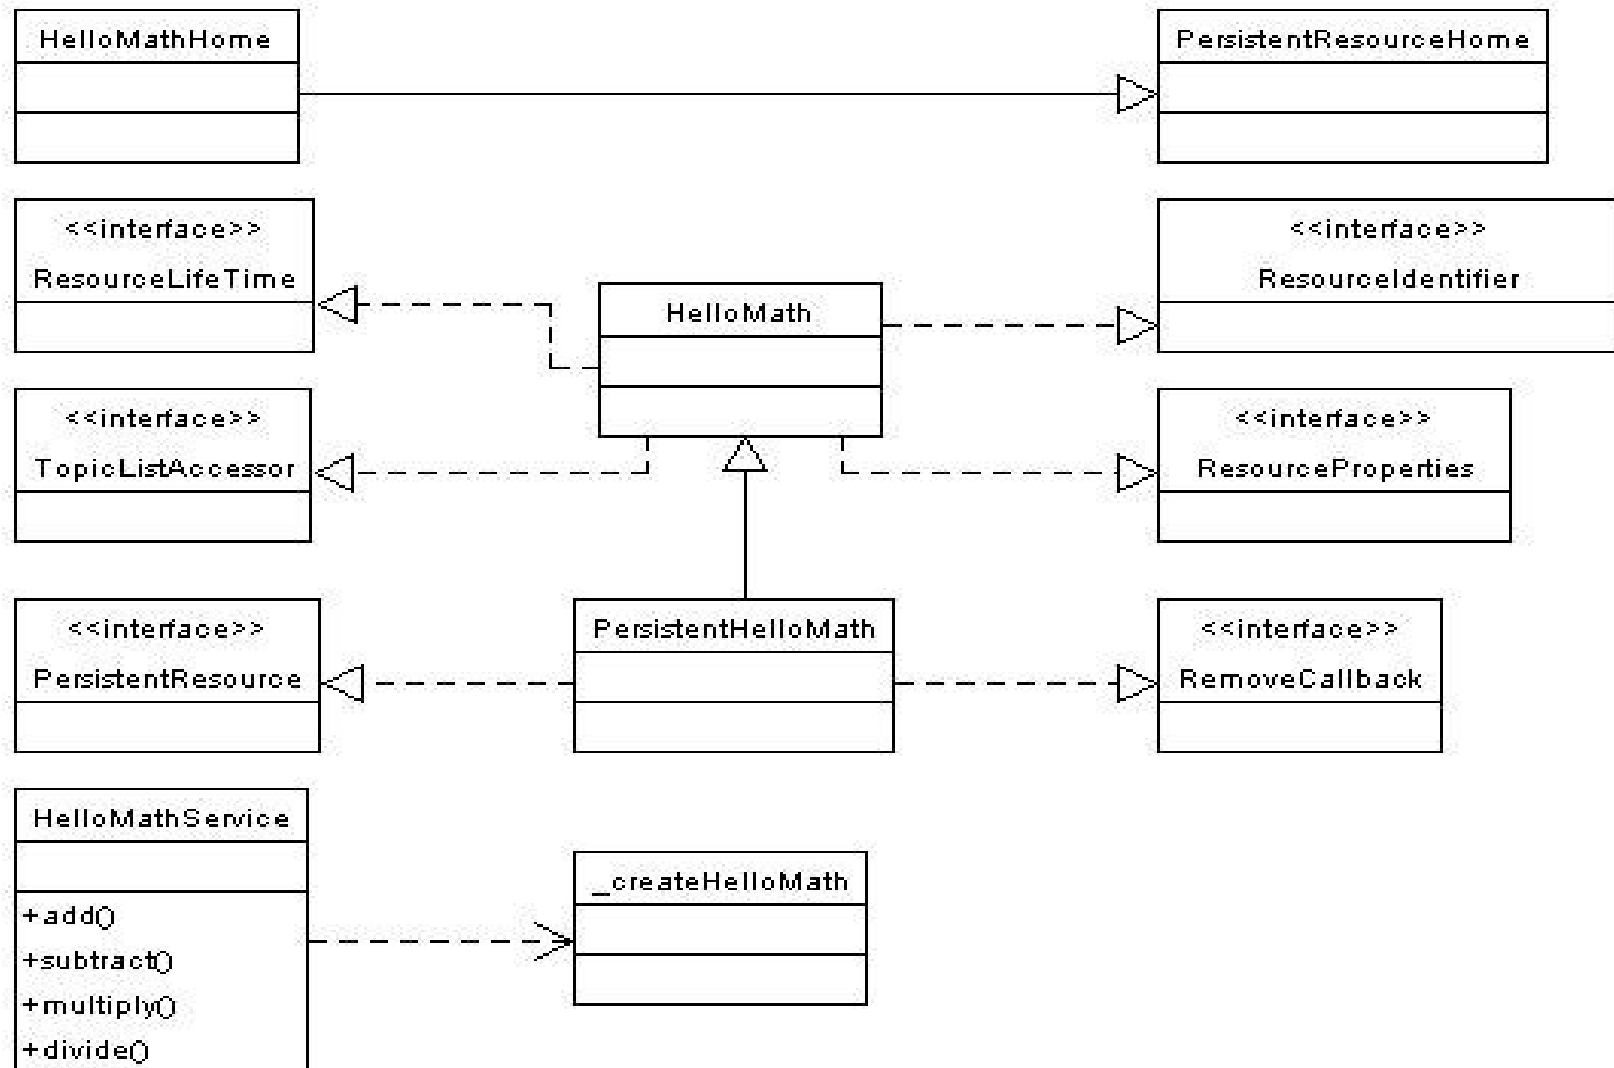 HelloMathHome
PersistentResourceHome
<<interface>>
ResourceLifeTime
<<interface>>
ResourceIdentifier
HelloMath
<<interface>>
TopicListAccessor
<<interface>>
ResourceProperties
<<interface>>
PersistentResource
PersistentHelloMath
<<interface>>
RemoveCallback
HelloMathService
+add()
+subtract()
+multiply()
+divide()
_createHelloMath